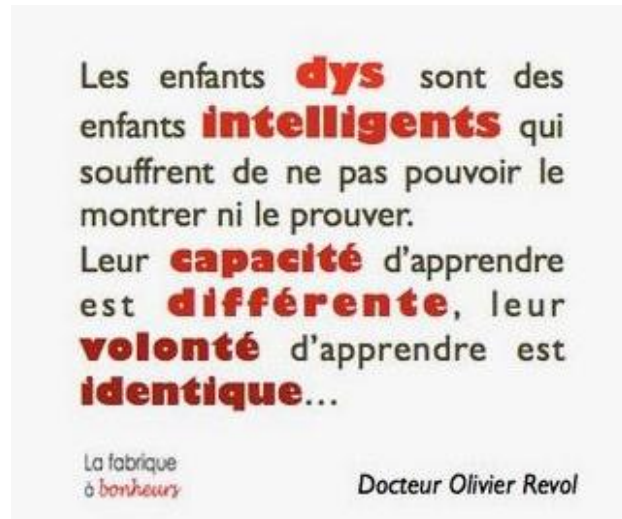 Les enfants dys sont des
enfants intelligents qui
souffrent de ne pas pouvoir le
montrer ni le prouver.
Leur capacité d'apprendre
est différente, leur
volonté d'apprendre est
identique...
La fabrique
à bonheurs
Docteur Olivier Revol